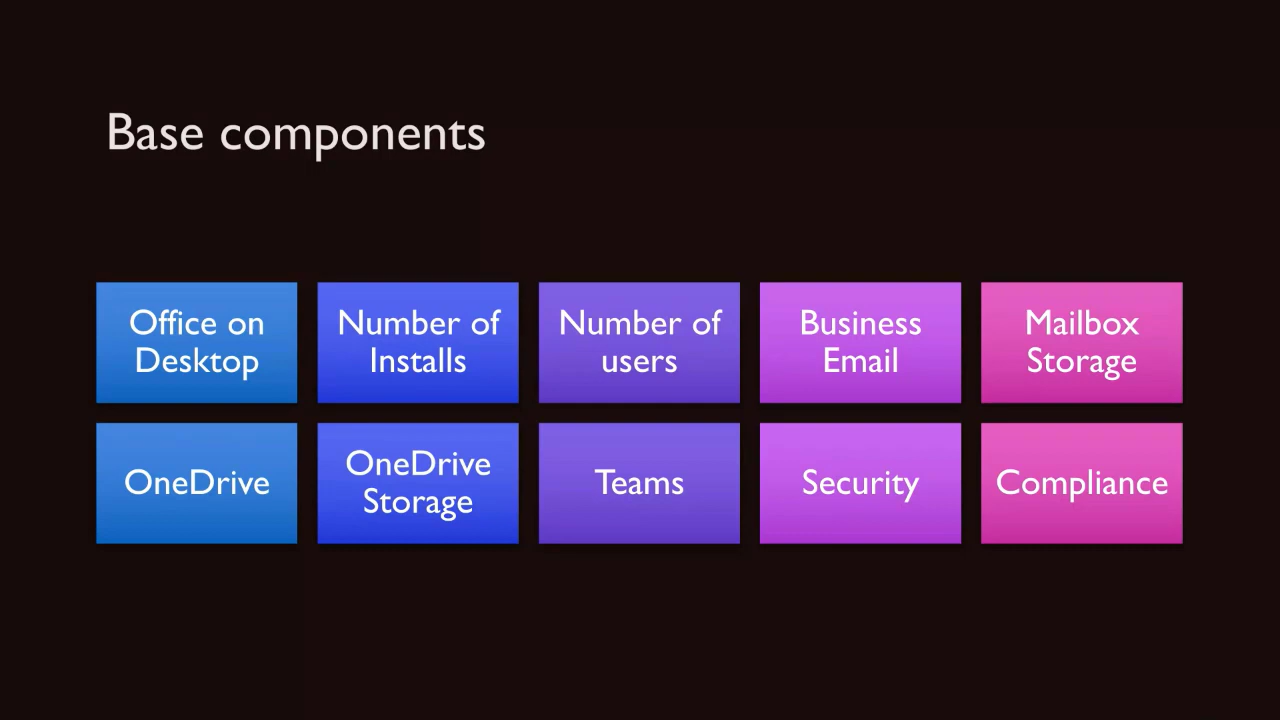 Base components
Office on
Desktop
Number of
Installs
Number of
users
Business
Email
Mailbox
Storage
OneDrive
OneDrive
Storage
Teams
Security
Compliance